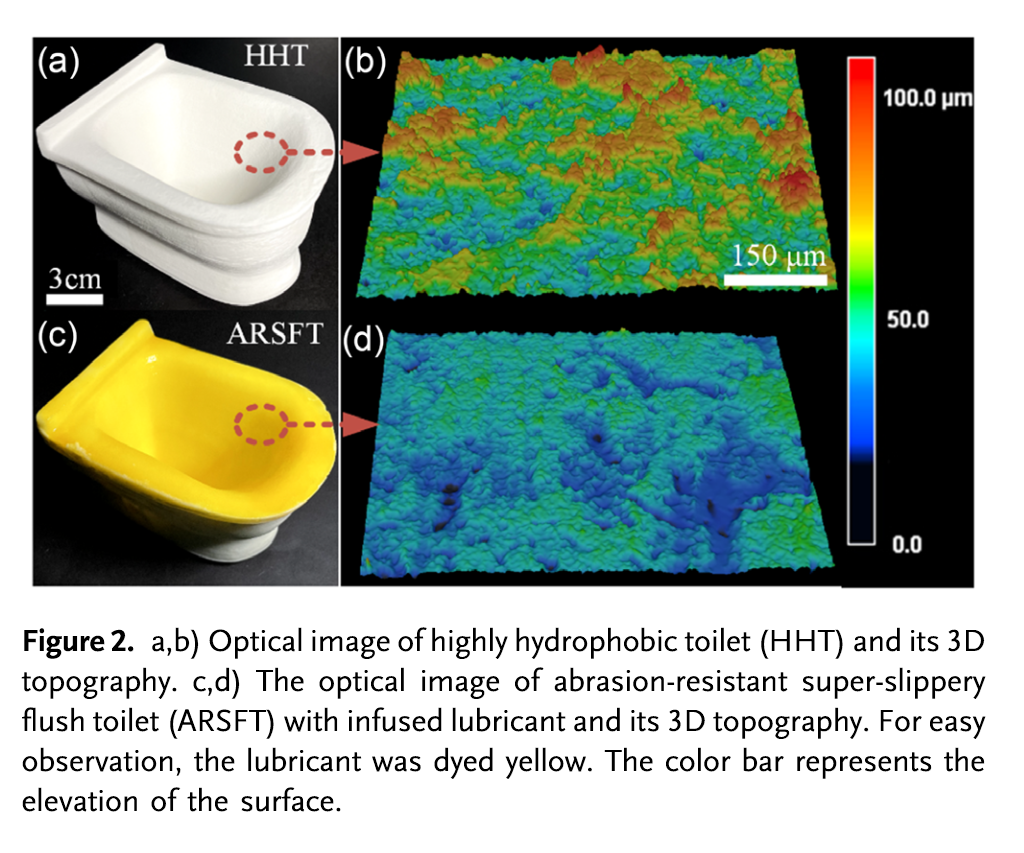 (a)
HHT
3cm
(b)
150 μm
100.0 μm
50.0
0.0
(c)
ARSFT
(d)
Figure 2. a,b) Optical image of highly hydrophobic toilet (HHT) and its 3D
topography. c,d) The optical image of abrasion-resistant super-slippery
flush toilet (ARSFT) with infused lubricant and its 3D topography. For easy
observation, the lubricant was dyed yellow. The color bar represents the
elevation of the surface.